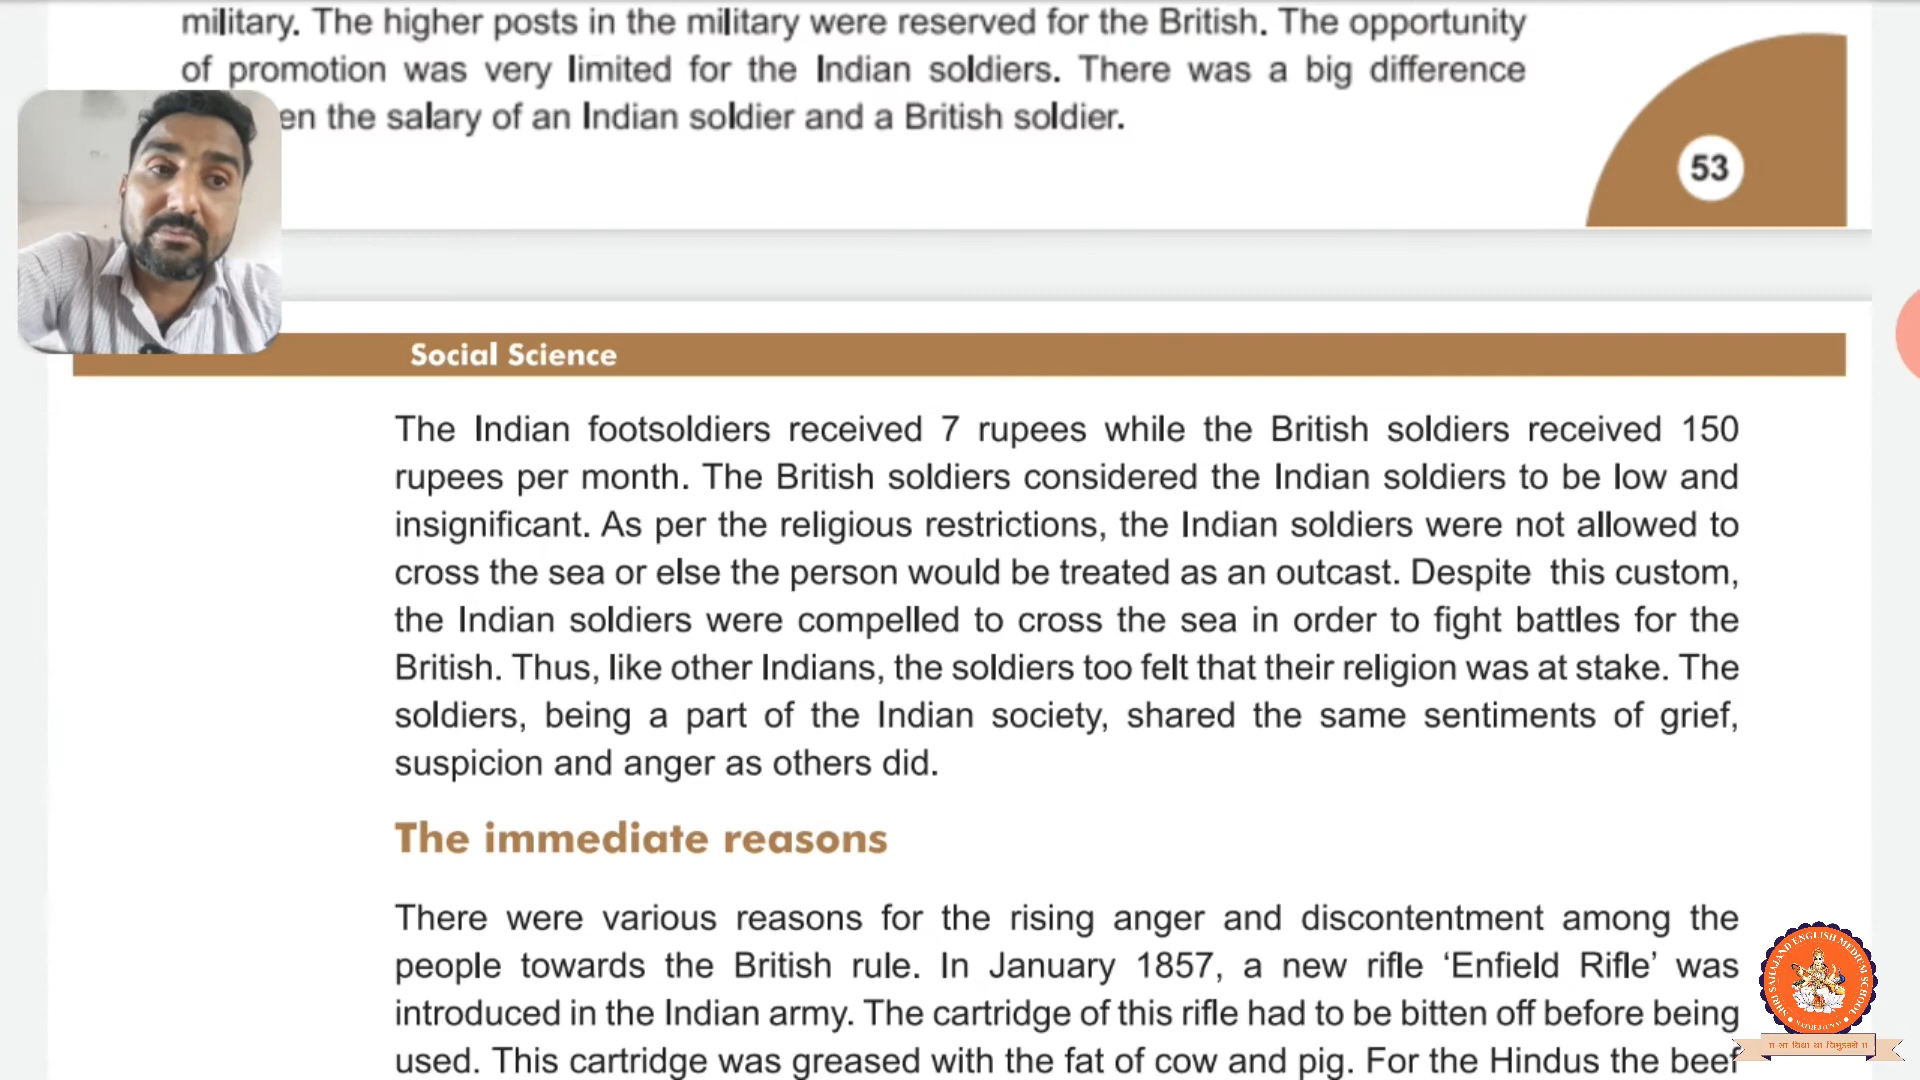 military. The higher posts in the military were reserved for the British. The opportunity
of promotion was very limited for the Indian soldiers. There was a big difference
en the salary of an Indian soldier and a British soldier.
53
Social Science
The Indian footsoldiers received 7 rupees while the British soldiers received 150
rupees per month. The British soldiers considered the Indian soldiers to be low and
insignificant. As per the religious restrictions, the Indian soldiers were not allowed to
cross the sea or else the person would be treated as an outcast. Despite this custom,
the Indian soldiers were compelled to cross the sea in order to fight battles for the
British. Thus, like other Indians, the soldiers too felt that their religion was at stake. The
soldiers, being a part of the Indian society, shared the same sentiments of grief,
suspicion and anger as others did.
The immediate reasons
There were various reasons for the rising anger and discontentment among the
people towards the British rule. In January 1857, a new rifle ‘Enfield Rifle’ was
introduced in the Indian army. The cartridge of this rifle had to be bitten off before being
used. This cartridge was greased with the fat of cow and pig. For the Hindus the beef
SHRI SAHAJANAND ENGLISH MEDIUM SCHOOL
॥ सा विद्या या विमुक्तये ॥